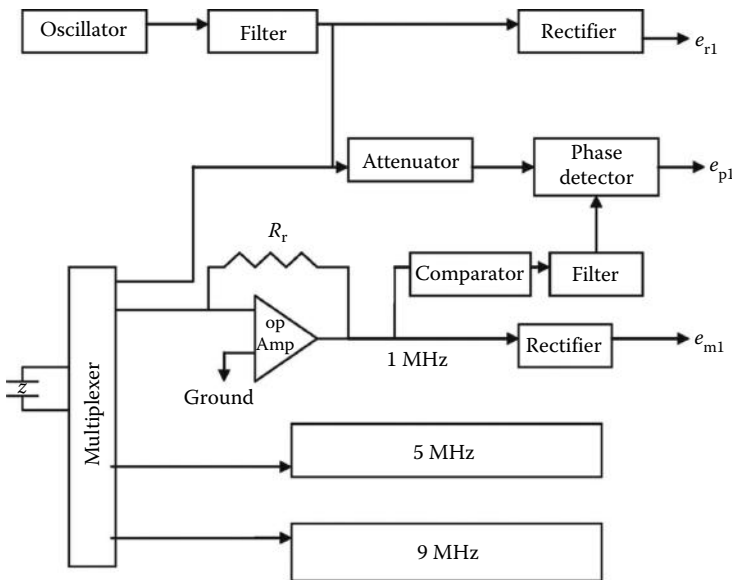 Oscillator
Filter
Rectifier
e_r1
Attenuator
Phase
detector
e_p1
R_r
Comparator
Filter
op
Amp
1 MHz
Rectifier
e_m1
Ground
z
Multiplexer
5 MHz
9 MHz